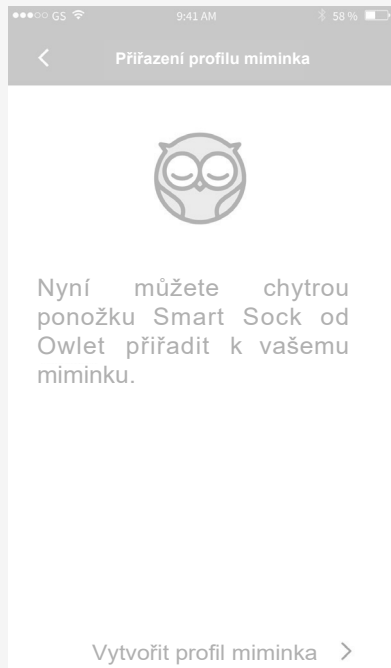 GS 9:41 AM 58 %
Přiřazení profilu miminka
Nyní můžete chytrou
ponožku Smart Sock od
Owlet přiřadit k vašemu
miminku.
Vytvořit profil miminka